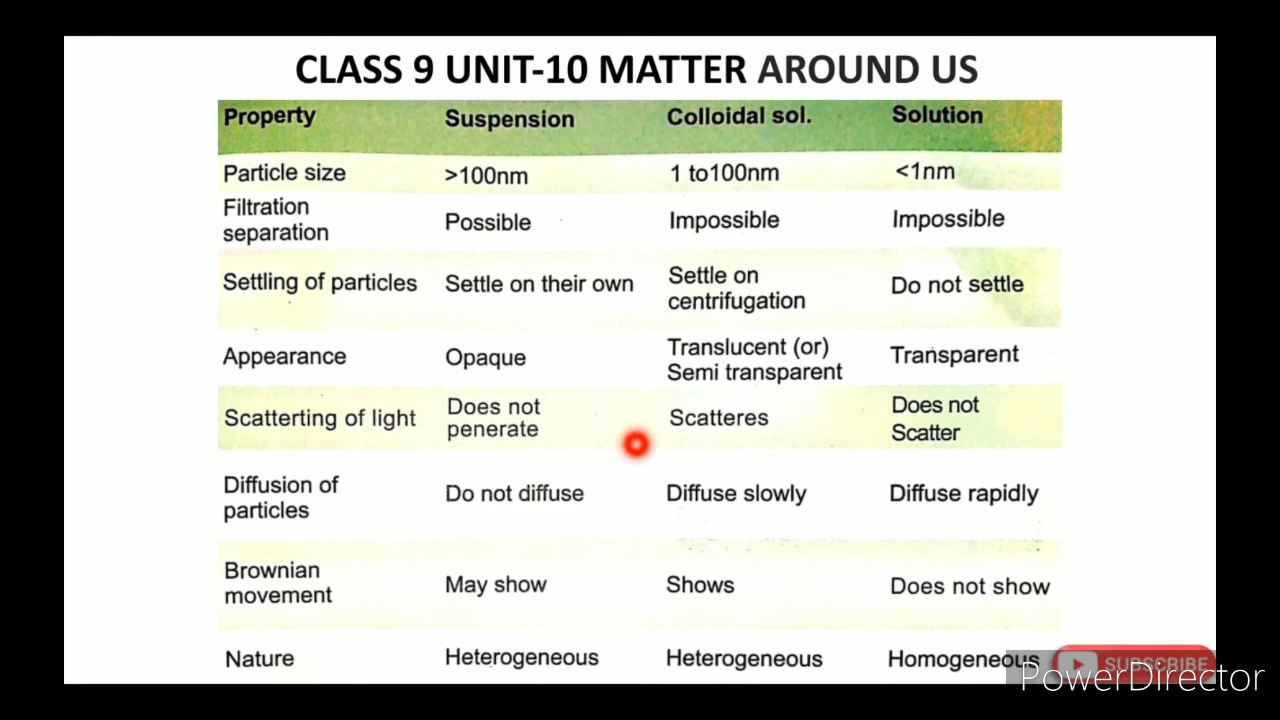 CLASS 9 UNIT-10 MATTER AROUND US
Property Suspension Colloidal sol. Solution
Particle size >100nm 1 to100nm <1nm
Filtration
separation Possible Impossible Impossible
Settling of particles Settle on their own Settle on
centrifugation Do not settle
Appearance Opaque Translucent (or)
Semi transparent Transparent
Scatterting of light Does not
penerate Scatteres Does not
Scatter
Diffusion of
particles Do not diffuse Diffuse slowly Diffuse rapidly
Brownian
movement May show Shows Does not show
Nature Heterogeneous Heterogeneous Homogeneous
SUBSCRIBE
PowerDirector